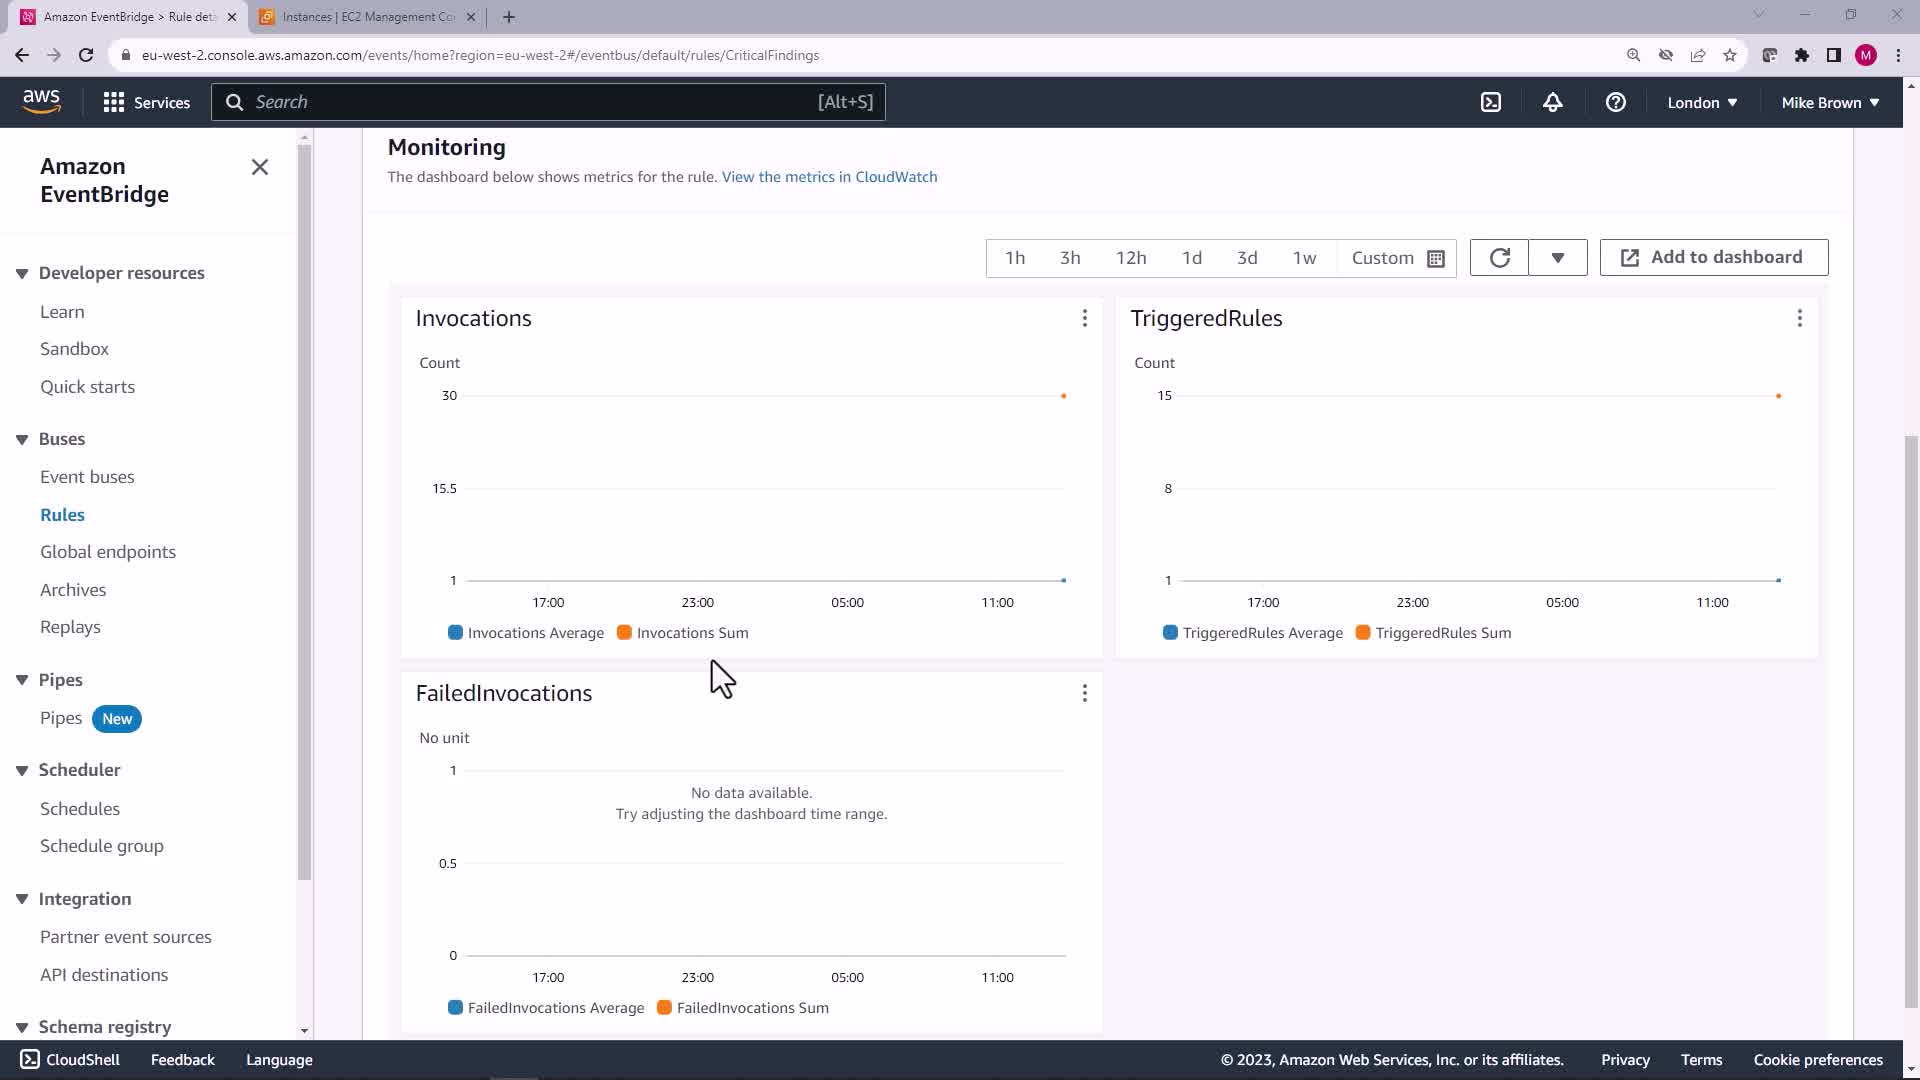 Amazon EventBridge > Rule deta
Instances | EC2 Management Co
eu-west-2.console.aws.amazon.com/events/home?region=eu-west-2#/eventbus/default/rules/CriticalFindings
M
aws
Services
Search
[Alt+S]
London
Mike Brown
Amazon
EventBridge
Developer resources
Learn
Sandbox
Quick starts
Buses
Event buses
Rules
Global endpoints
Archives
Replays
Pipes
Pipes New
Scheduler
Schedules
Schedule group
Integration
Partner event sources
API destinations
Schema registry
Monitoring
The dashboard below shows metrics for the rule. View the metrics in CloudWatch
1h 3h 12h 1d 3d 1w Custom
Add to dashboard
Invocations
Count
30
15.5
1
17:00 23:00 05:00 11:00
Invocations Average Invocations Sum
TriggeredRules
Count
15
8
1
17:00 23:00 05:00 11:00
TriggeredRules Average TriggeredRules Sum
FailedInvocations
No unit
1
No data available.
Try adjusting the dashboard time range.
0.5
0
17:00 23:00 05:00 11:00
FailedInvocations Average FailedInvocations Sum
CloudShell Feedback Language
© 2023, Amazon Web Services, Inc. or its affiliates. Privacy Terms Cookie preferences